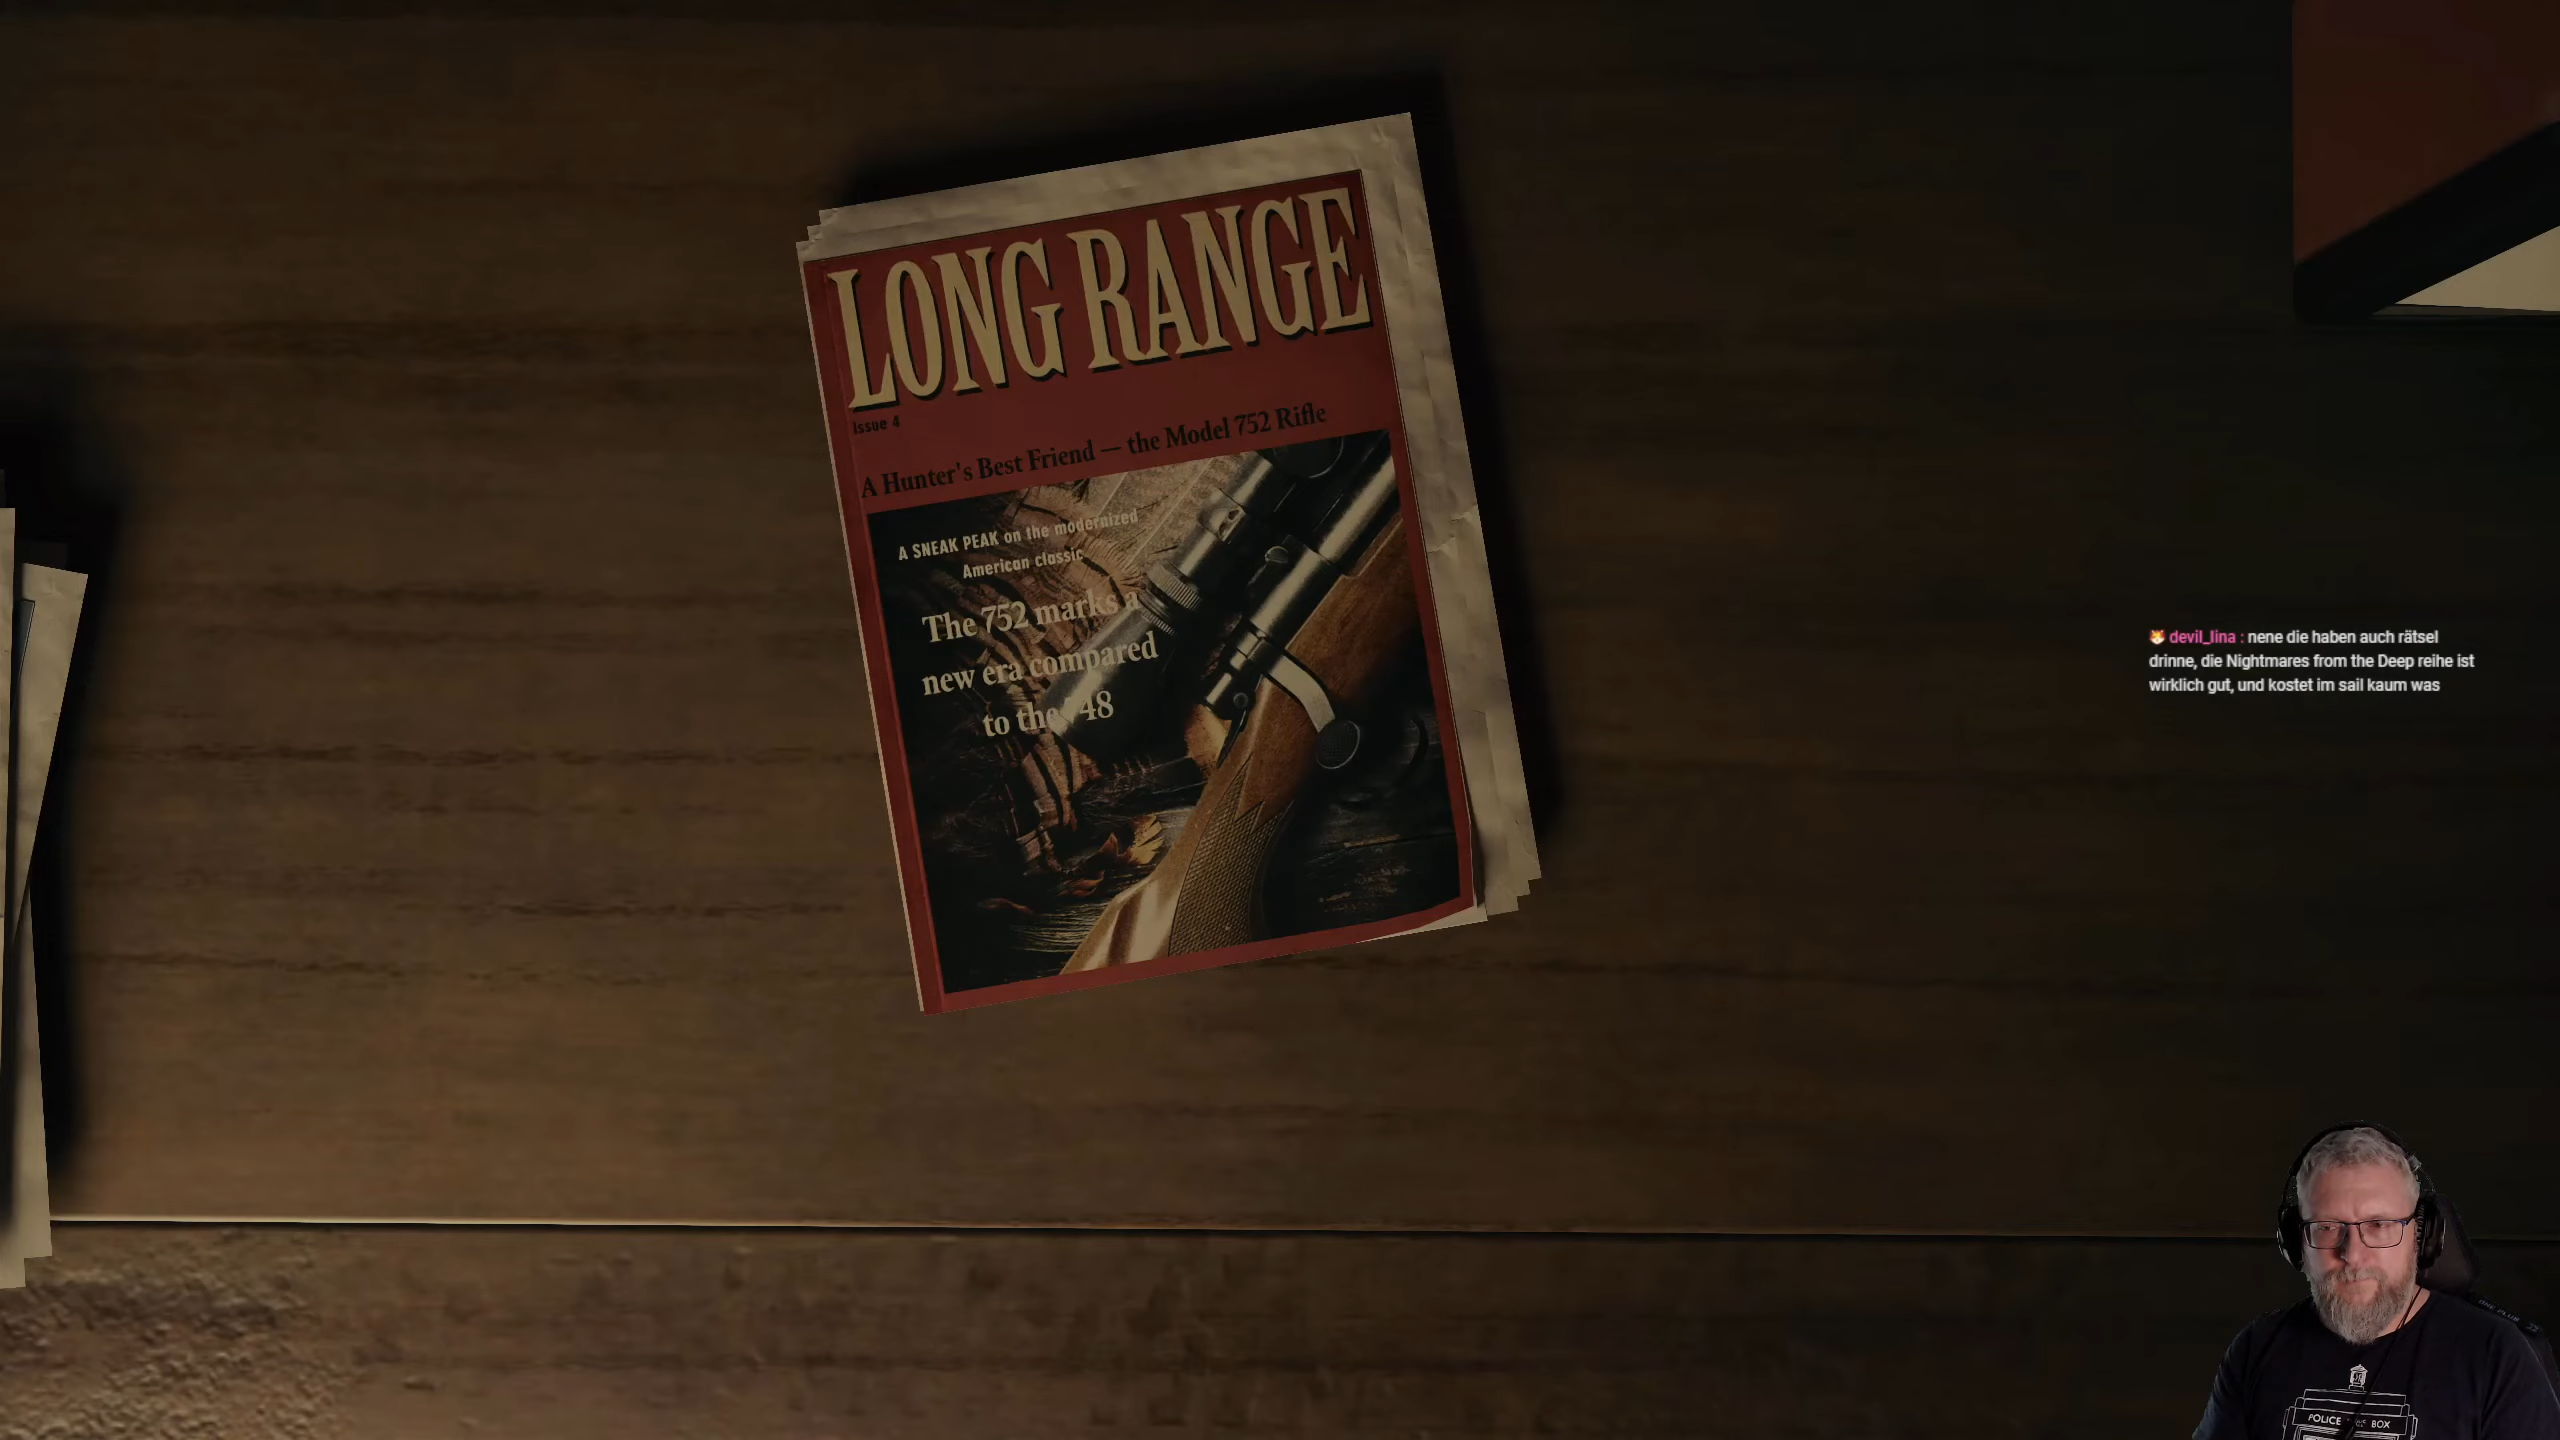 LONG RANGE
Issue 4
A Hunter's Best Friend — the Model 752 Rifle
A SNEAK PEAK on the modernized
American classic
The 752 marks a
new era compared
to the '48
devil_lina : nene die haben auch rätsel
drinne, die Nightmares from the Deep reihe ist
wirklich gut, und kostet im sail kaum was
POLICE BOX